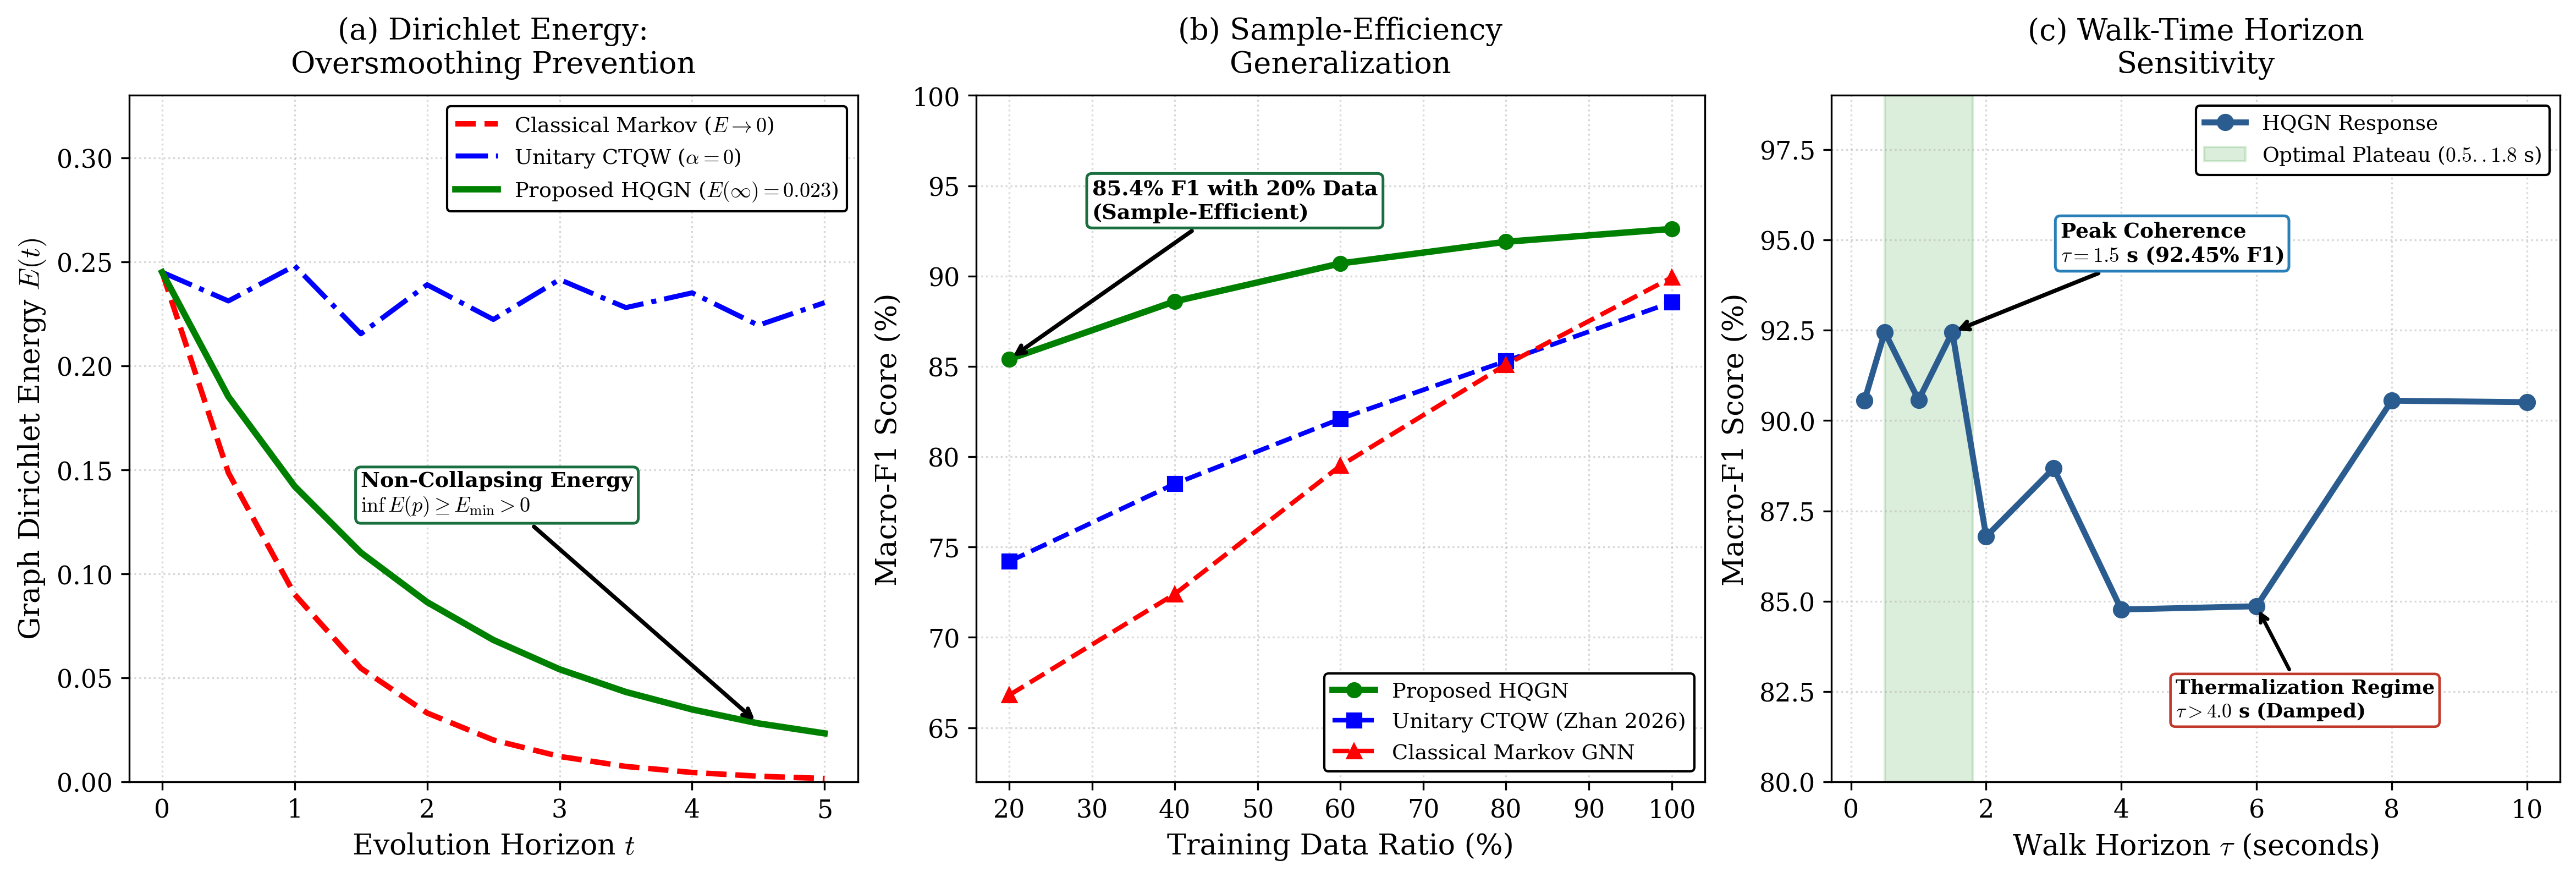 (a) Dirichlet Energy:
Oversmoothing Prevention
Graph Dirichlet Energy E(t)
0.30
0.25
0.20
0.15
0.10
0.05
0.00
Classical Markov (E → 0)
Unitary CTQW (α = 0)
Proposed HQGN (E(∞) = 0.023)
Non-Collapsing Energy
inf E(p) ≥ E_min > 0
0 1 2 3 4 5
Evolution Horizon t
(b) Sample-Efficiency
Generalization
Macro-F1 Score (%)
100
95
90
85
80
75
70
65
85.4% F1 with 20% Data
(Sample-Efficient)
Proposed HQGN
Unitary CTQW (Zhan 2026)
Classical Markov GNN
20 30 40 50 60 70 80 90 100
Training Data Ratio (%)
(c) Walk-Time Horizon
Sensitivity
Macro-F1 Score (%)
97.5
95.0
92.5
90.0
87.5
85.0
82.5
80.0
HQGN Response
Optimal Plateau (0.5..1.8 s)
Peak Coherence
τ = 1.5 s (92.45% F1)
Thermalization Regime
τ > 4.0 s (Damped)
0 2 4 6 8 10
Walk Horizon τ (seconds)